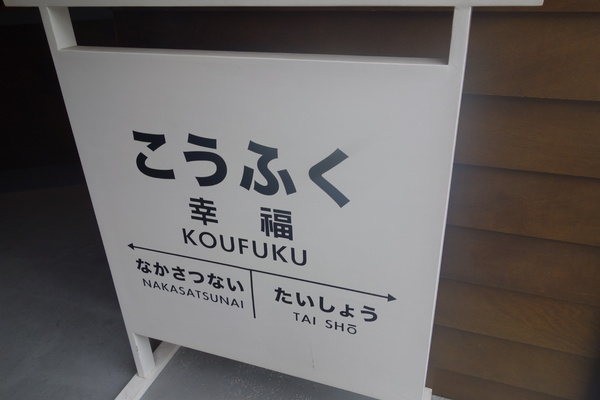 こうふく
幸 福
KOUFUKU
なかさつない たいしょう
NAKASATSUNAI TAI SHŌ